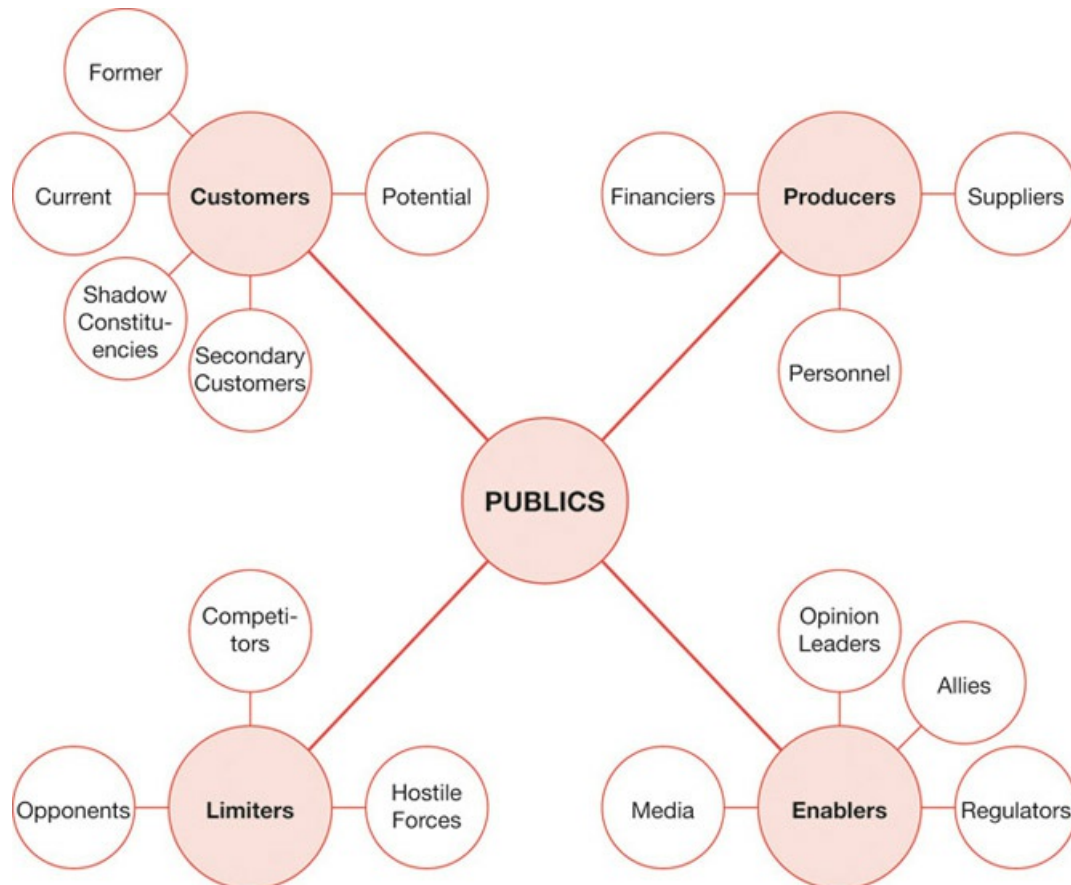 Former
Current
Customers
Potential
Shadow
Constitu-
encies
Secondary
Customers
Financiers
Producers
Suppliers
Personnel
PUBLICS
Competi-
tors
Opponents
Limiters
Hostile
Forces
Opinion
Leaders
Allies
Media
Enablers
Regulators